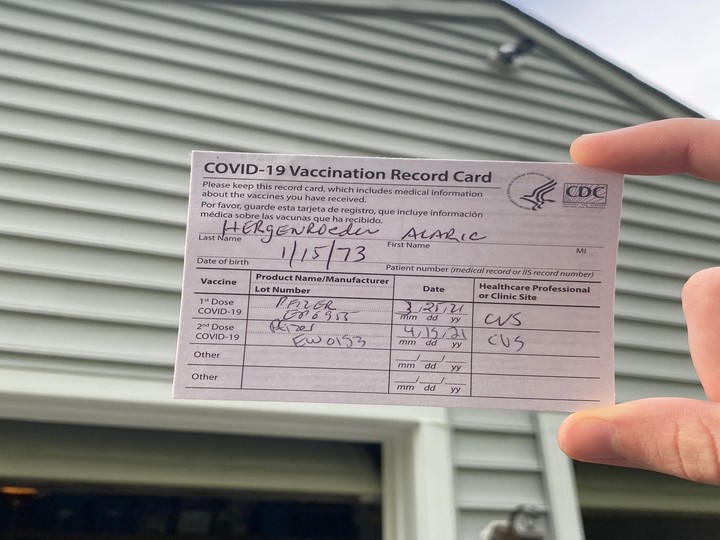 COVID-19 Vaccination Record Card
CDC
Please keep this record card, which includes medical information
about the vaccines you have received.
Por favor, guarde esta tarjeta de registro, que incluye información
médica sobre las vacunas que ha recibido.
HERgENROEDER ALARIC
Last Name First Name MI
1/15/73
Date of birth Patient number (medical record or IIS record number)
Vaccine Product Name/Manufacturer Date Healthcare Professional
Lot Number or Clinic Site
1st Dose PFIZER 3/25/21 CVS
COVID-19 mm dd yy
2nd Dose Pfizer 4/15/21 CVS
COVID-19 EW0153 mm dd yy
Other
mm dd yy
Other
mm dd yy